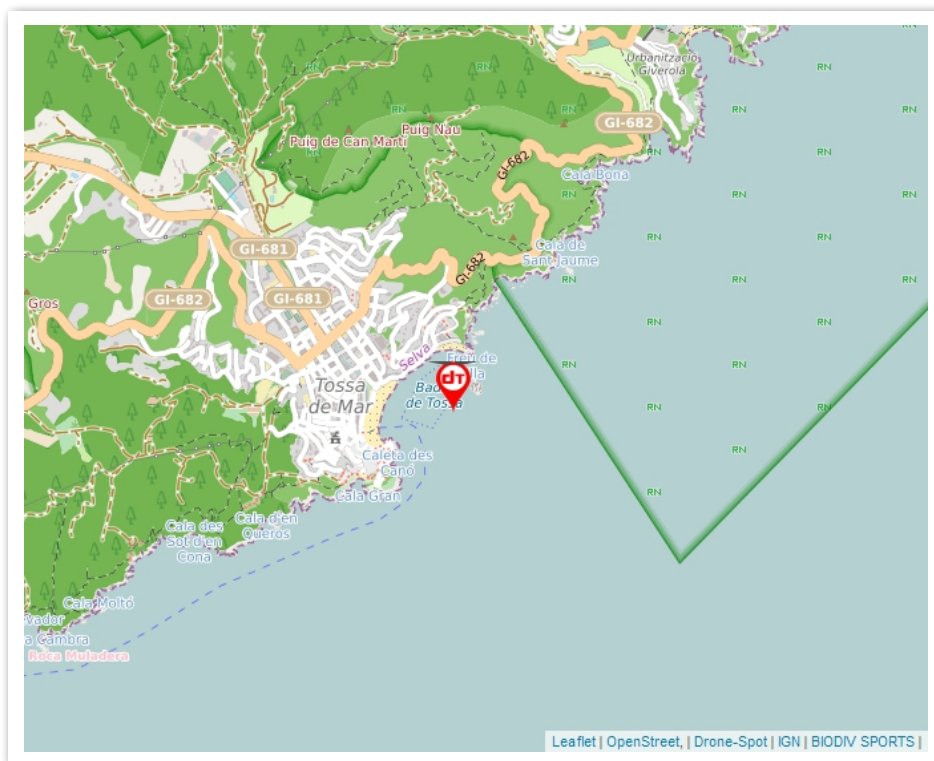 Urbanització
Giverola
RN
RN
RN
RN
RN
GI-682
Puig Nau
Puig de Can Martí
GI-682
RN
RN
Cala Bona
RN
RN
RN
RN
GI-681
Cala de
Sant Jaume
GI-682
RN
RN
RN
GI-682
GI-681
Gros
RN
RN
Selva
Freu de
dT
Tossa
de Mar
de Tossa
RN
RN
RN
RN
Caleta des
Canó
Cala Gran
RN
Cala d'en
Queros
Cala des
Sot d'en
Cona
Cala Moltó
Roca Muladera
Leaflet | OpenStreet, | Drone-Spot | IGN | BIODIV SPORTS |